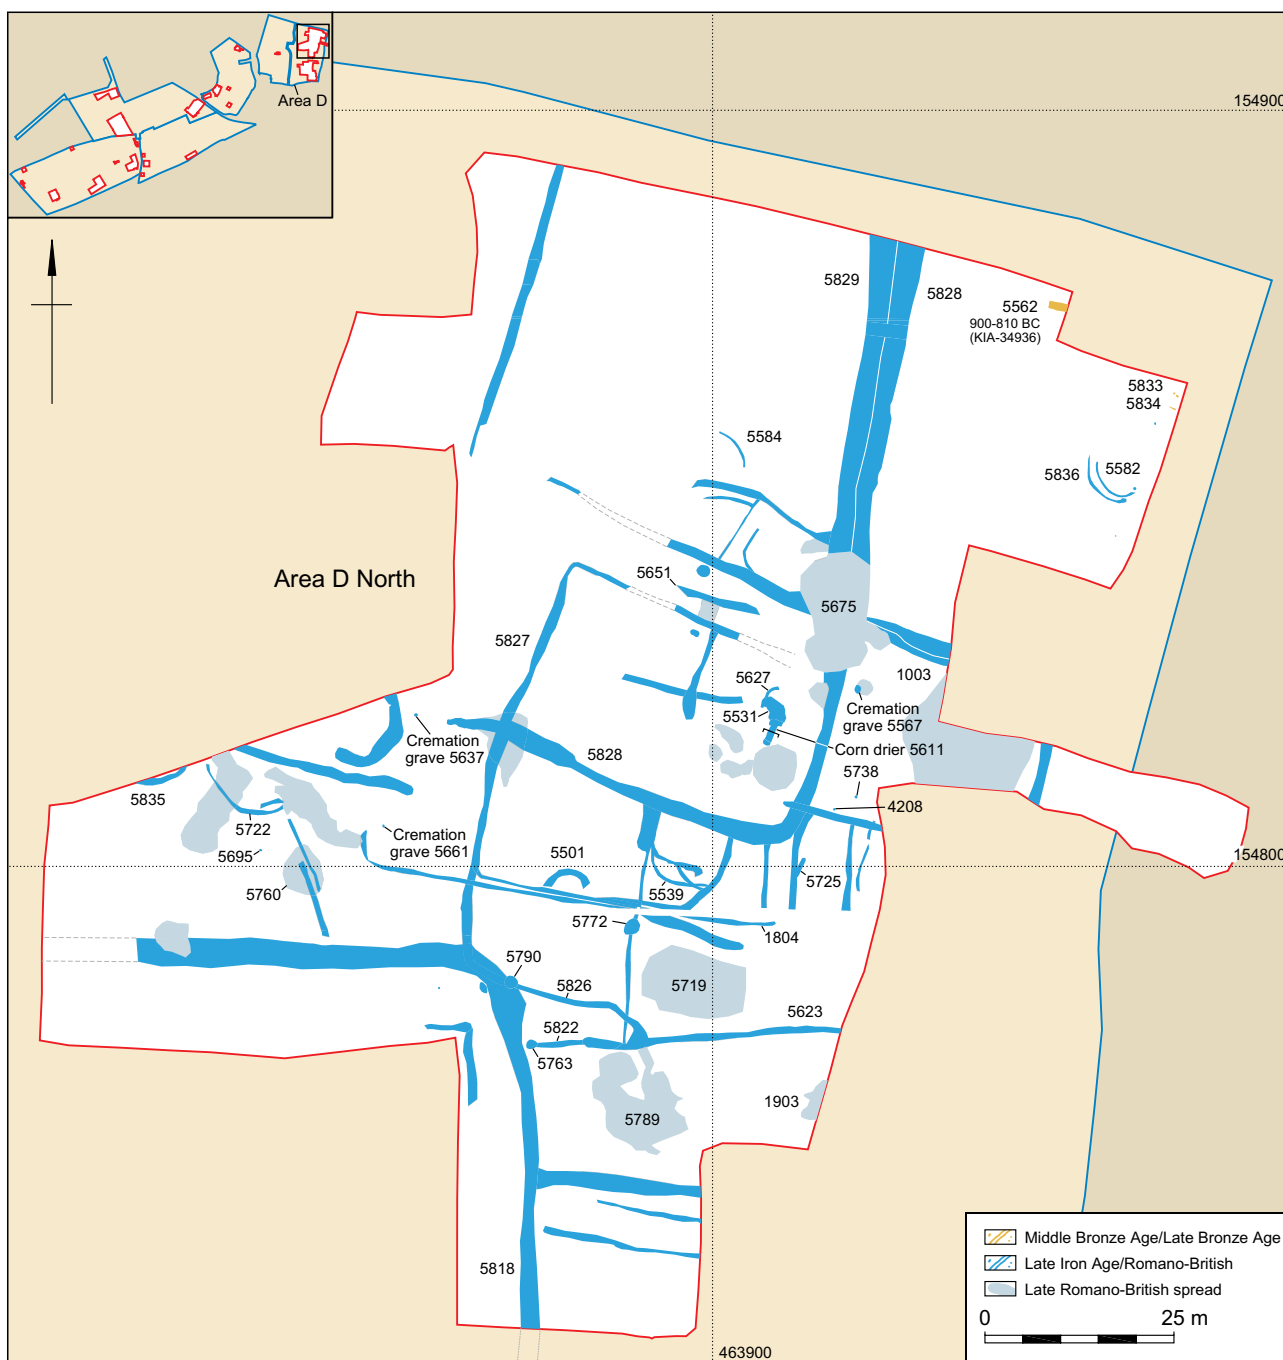 Area D
154900
5829
5828
5562
900-810 BC
(KIA-34936)
5833
5834
5584
5836
5582
Area D North
5651
5675
5827
5627
1003
5531
Cremation
grave 5567
Cremation
grave 5637
Corn drier 5611
5828
5738
5835
4208
5722
Cremation
grave 5661
5695
5501
154800
5760
5539
5725
5772
1804
5790
5826
5719
5623
5822
5763
1903
5789
5818
Middle Bronze Age/Late Bronze Age
Late Iron Age/Romano-British
Late Romano-British spread
0
25 m
463900